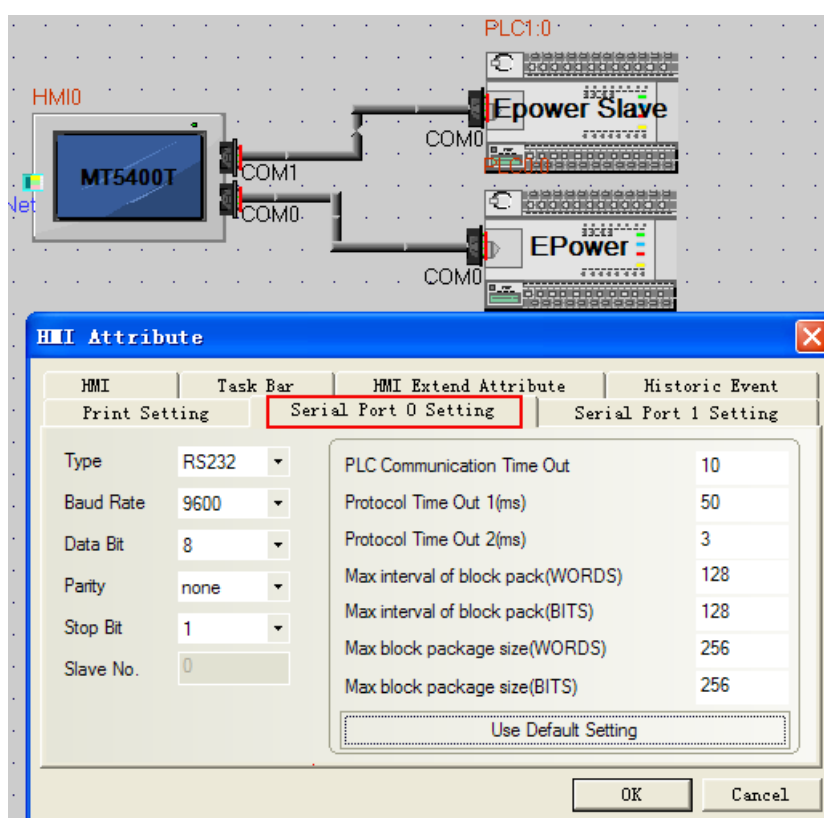 PLC1:0
HMI0
Epower Slave
COM0
MT5400T
COM1
PLC0:0
Net
COM0
EPower
COM0
HMI Attribute
HMI Task Bar HMI Extend Attribute Historic Event
Print Setting Serial Port 0 Setting Serial Port 1 Setting
Type RS232 PLC Communication Time Out 10
Baud Rate 9600 Protocol Time Out 1(ms) 50
Data Bit 8 Protocol Time Out 2(ms) 3
Parity none Max interval of block pack(WORDS) 128
Stop Bit 1 Max interval of block pack(BITS) 128
Slave No. 0 Max block package size(WORDS) 256
Max block package size(BITS) 256
Use Default Setting
OK Cancel